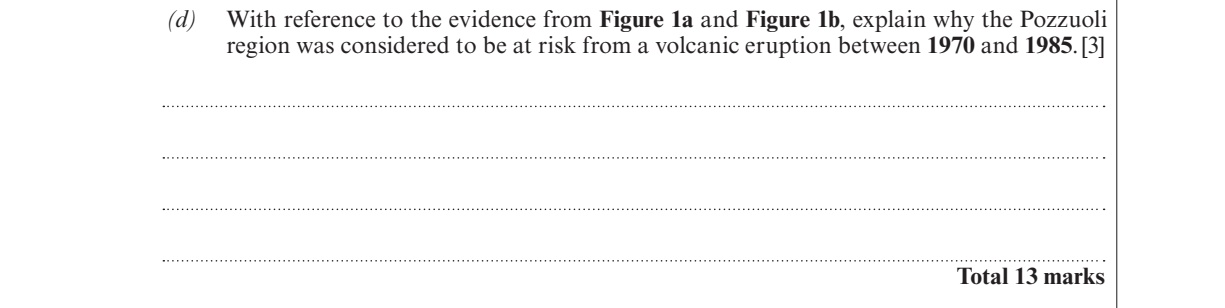 (d) With reference to the evidence from Figure 1a and Figure 1b, explain why the Pozzuoli
region was considered to be at risk from a volcanic eruption between 1970 and 1985. [3]
Total 13 marks